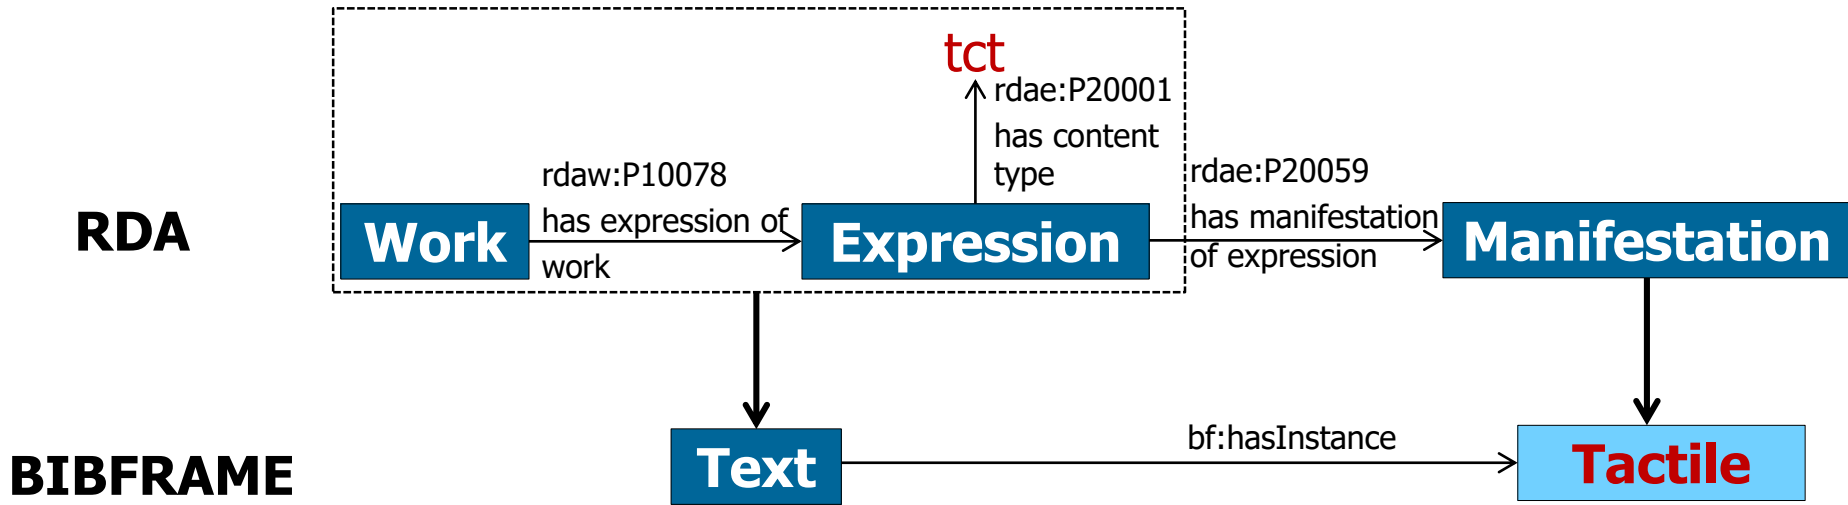 tct
rdae:P20001
has content
type
rdaw:P10078
has expression of
work
rdae:P20059
has manifestation
of expression
RDA
Work
Expression
Manifestation
bf:hasInstance
BIBFRAME
Text
Tactile